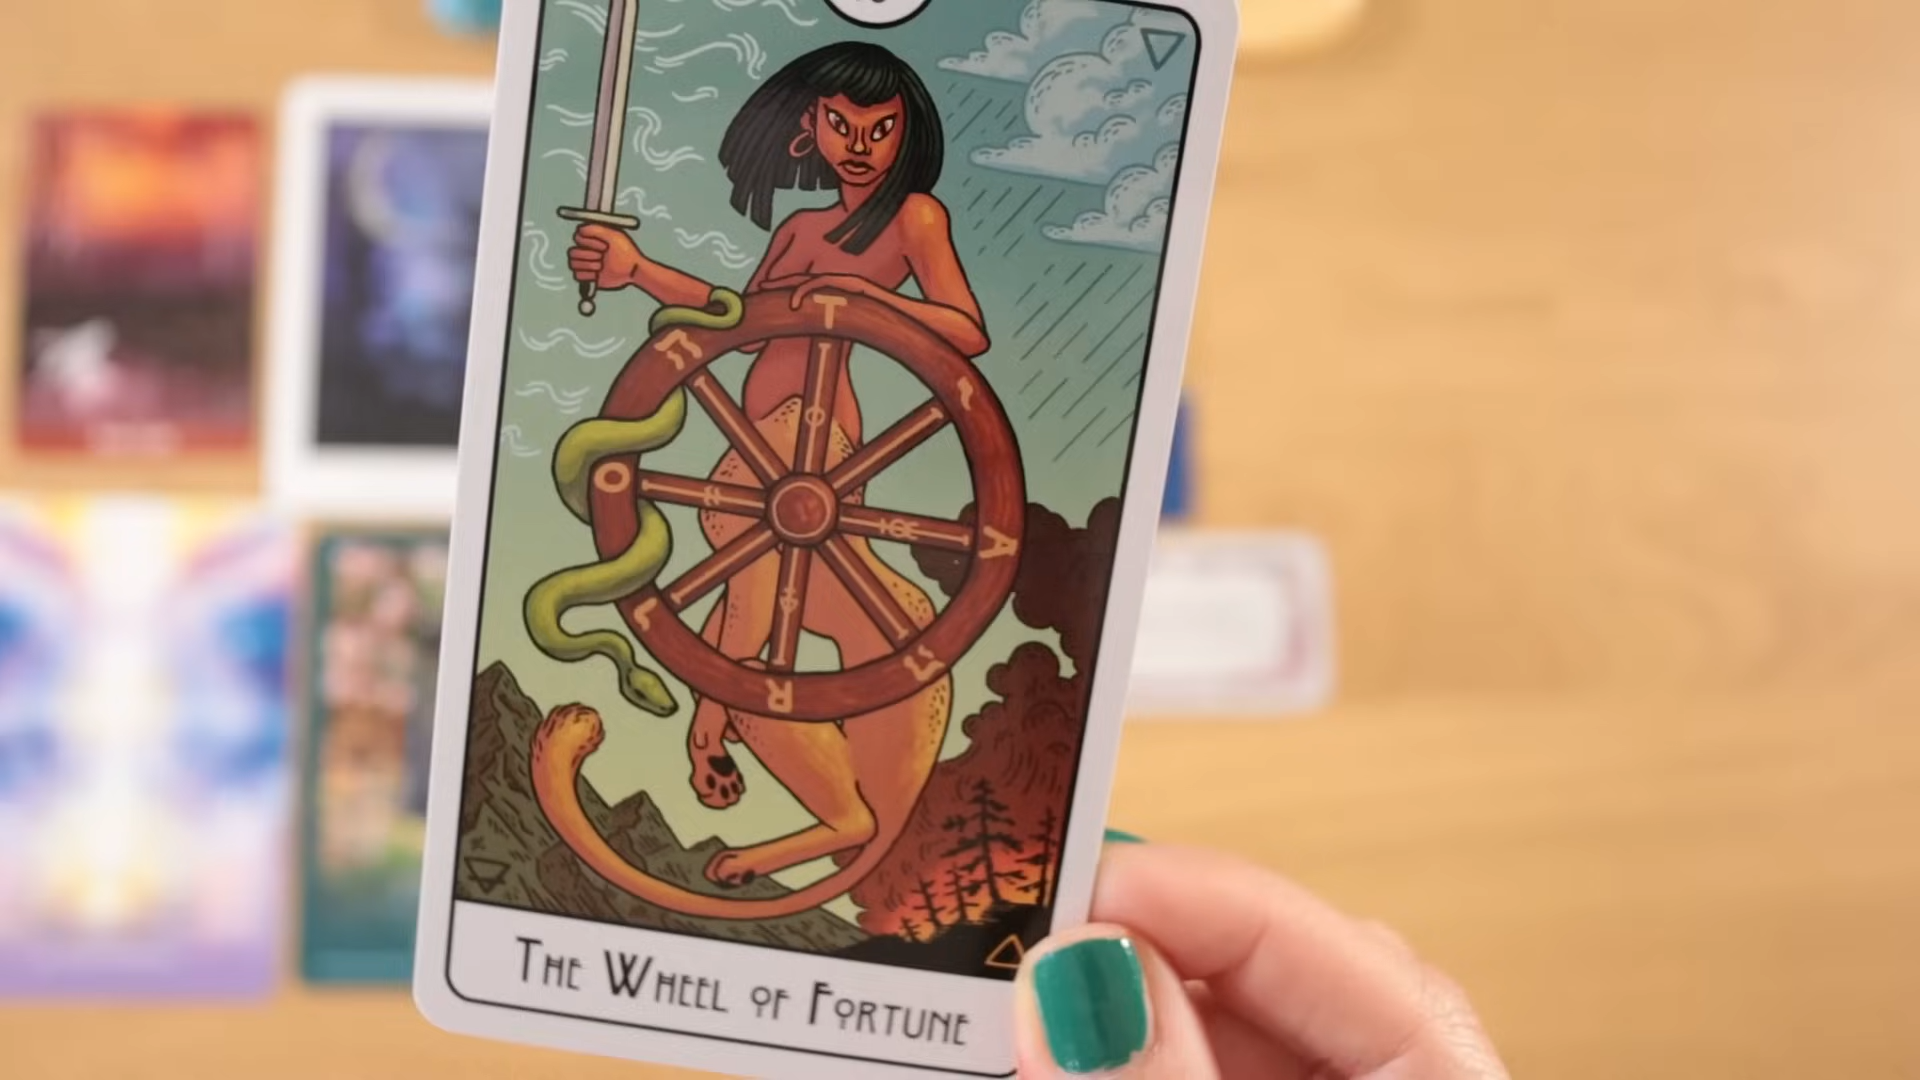 T י A ה R ו O ה
THE WHEEL OF FORTUNE